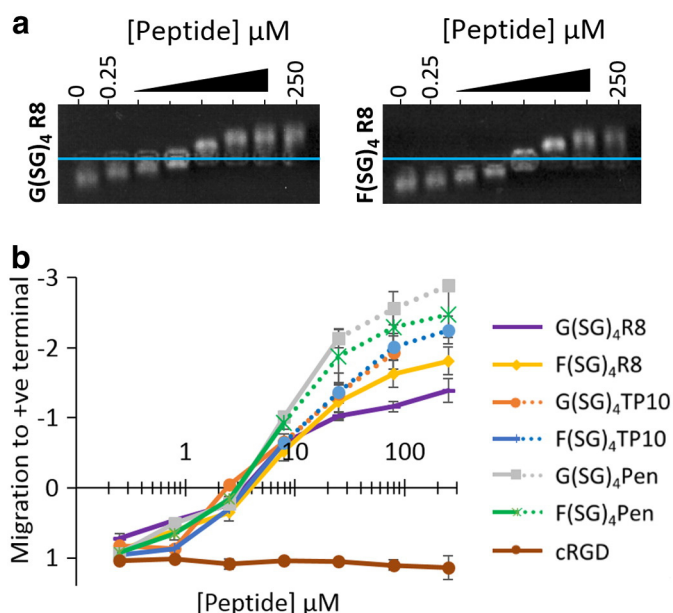 a
[Peptide] µM
0 0.25 250
G(SG)4 R8
[Peptide] µM
0 0.25 250
F(SG)4 R8
b
Migration to +ve terminal
-3
-2
-1
0
1
1 10 100
[Peptide] µM
G(SG)4R8
F(SG)4R8
G(SG)4TP10
F(SG)4TP10
G(SG)4Pen
F(SG)4Pen
cRGD